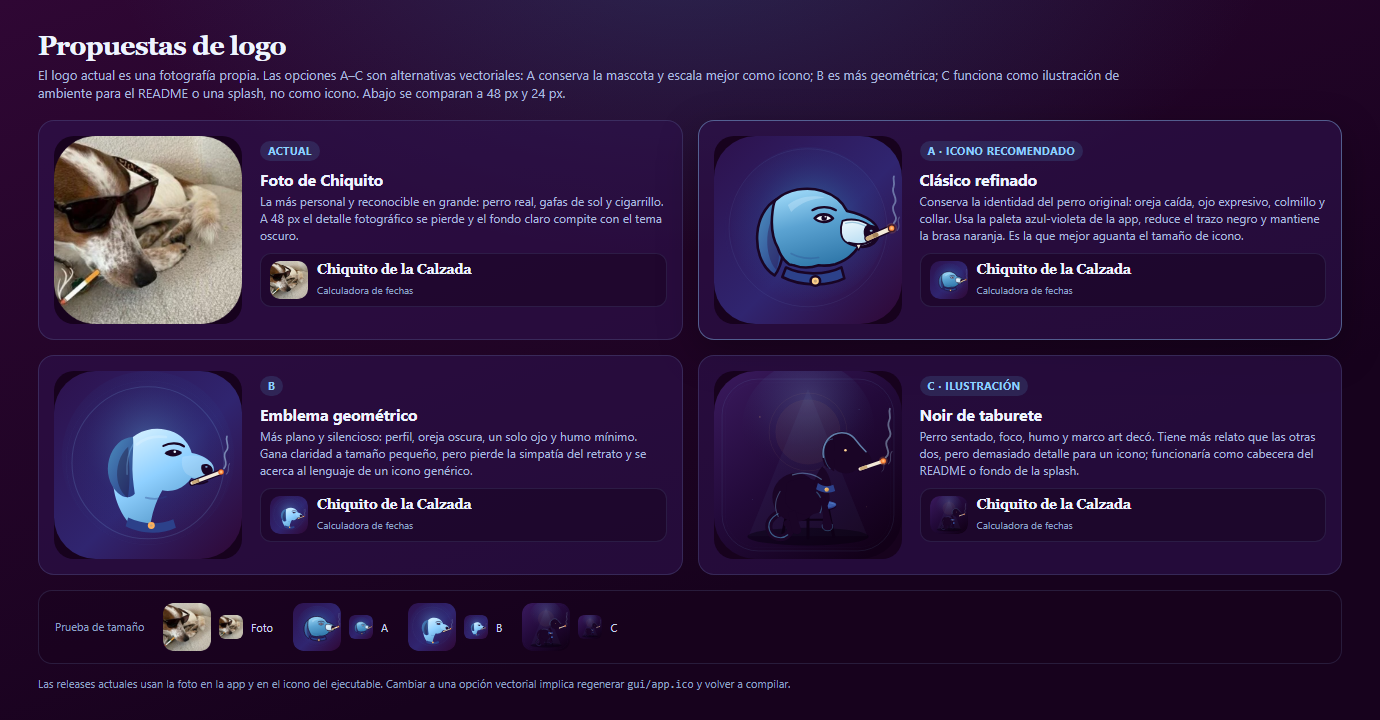 Propuestas de logo
El logo actual es una fotografía propia. Las opciones A–C son alternativas vectoriales: A conserva la mascota y escala mejor como icono; B es más geométrica; C funciona como ilustración de
ambiente para el README o una splash, no como icono. Abajo se comparan a 48 px y 24 px.
ACTUAL
Foto de Chiquito
La más personal y reconocible en grande: perro real, gafas de sol y cigarrillo.
A 48 px el detalle fotográfico se pierde y el fondo claro compite con el tema
oscuro.
Chiquito de la Calzada
Calculadora de fechas
A · ICONO RECOMENDADO
Clásico refinado
Conserva la identidad del perro original: oreja caída, ojo expresivo, colmillo y
collar. Usa la paleta azul-violeta de la app, reduce el trazo negro y mantiene
la brasa naranja. Es la que mejor aguanta el tamaño de icono.
Chiquito de la Calzada
Calculadora de fechas
B
Emblema geométrico
Más plano y silencioso: perfil, oreja oscura, un solo ojo y humo mínimo.
Gana claridad a tamaño pequeño, pero pierde la simpatía del retrato y se
acerca al lenguaje de un icono genérico.
Chiquito de la Calzada
Calculadora de fechas
C · ILUSTRACIÓN
Noir de taburete
Perro sentado, foco, humo y marco art decó. Tiene más relato que las otras
dos, pero demasiado detalle para un icono; funcionaría como cabecera del
README o fondo de la splash.
Chiquito de la Calzada
Calculadora de fechas
Prueba de tamaño
Foto
A
B
C
Las releases actuales usan la foto en la app y en el icono del ejecutable. Cambiar a una opción vectorial implica regenerar gui/app.ico y volver a compilar.